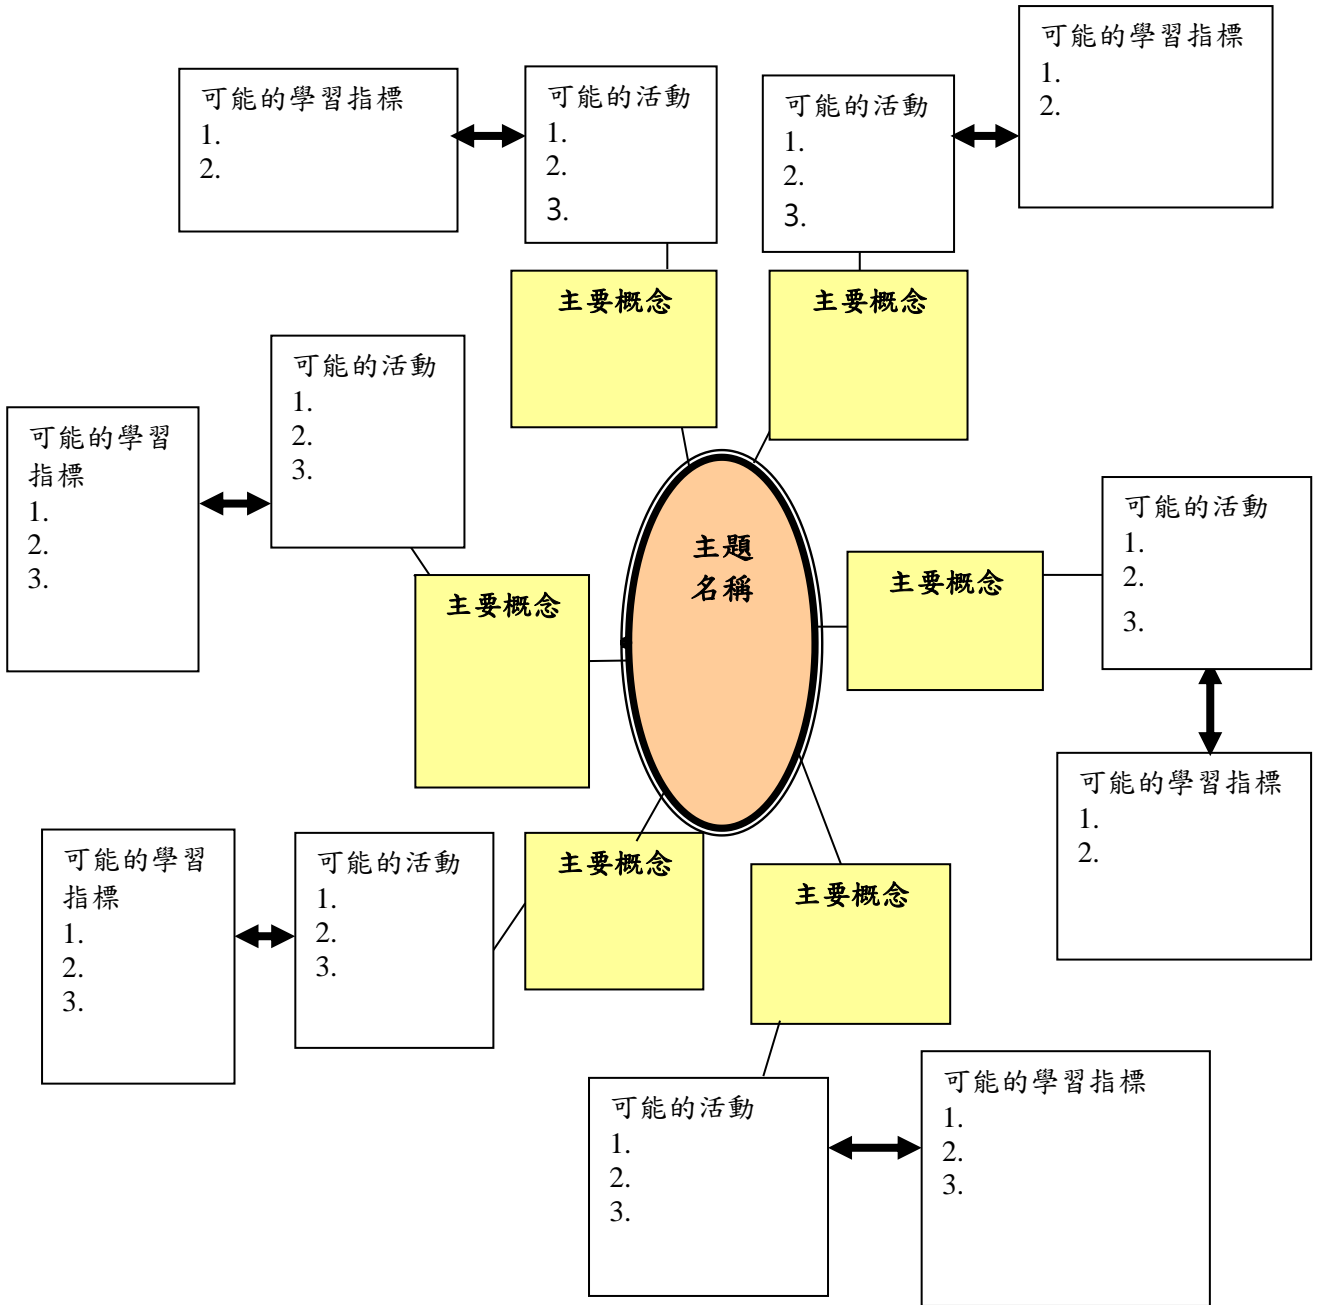 可能的學習指標
1.
2.
可能的活動
1.
2.
3.
可能的活動
1.
2.
3.
可能的學習指標
1.
2.
主要概念
主要概念
可能的學習
指標
1.
2.
3.
可能的活動
1.
2.
3.
主要概念
主題
名稱
主要概念
可能的活動
1.
2.
3.
可能的學習指標
1.
2.
可能的學習
指標
1.
2.
3.
可能的活動
1.
2.
3.
主要概念
主要概念
可能的活動
1.
2.
3.
可能的學習指標
1.
2.
3.